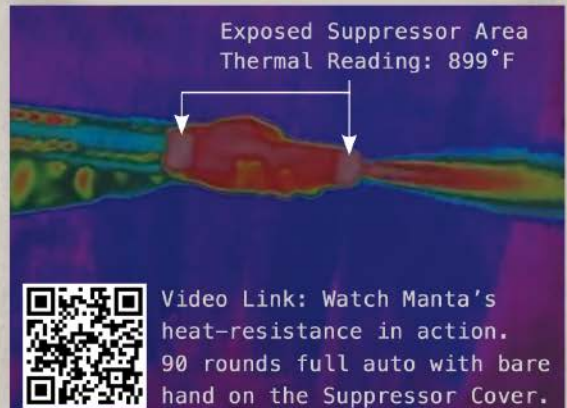 Exposed Suppressor Area
Thermal Reading: 899°F
Video Link: Watch Manta's
heat-resistance in action.
90 rounds full auto with bare
hand on the Suppressor Cover.